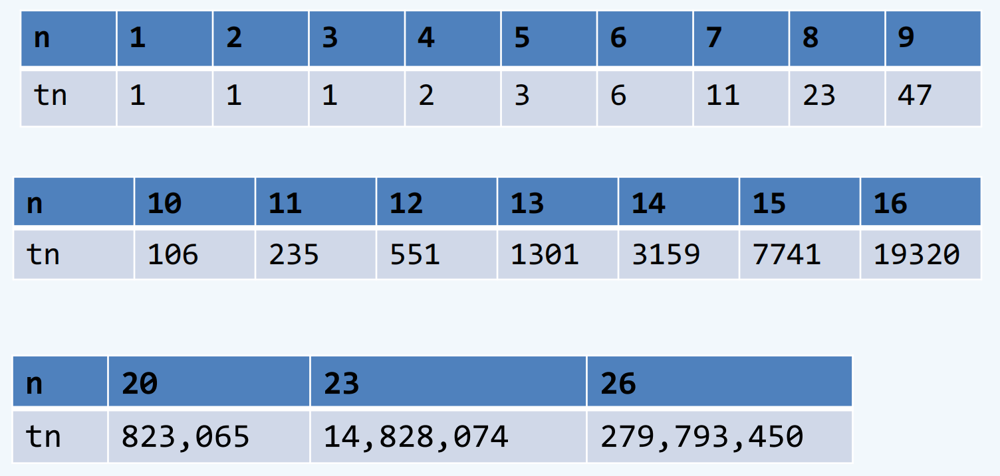 n 1 2 3 4 5 6 7 8 9
tn 1 1 1 2 3 6 11 23 47
n 10 11 12 13 14 15 16
tn 106 235 551 1301 3159 7741 19320
n 20 23 26
tn 823,065 14,828,074 279,793,450